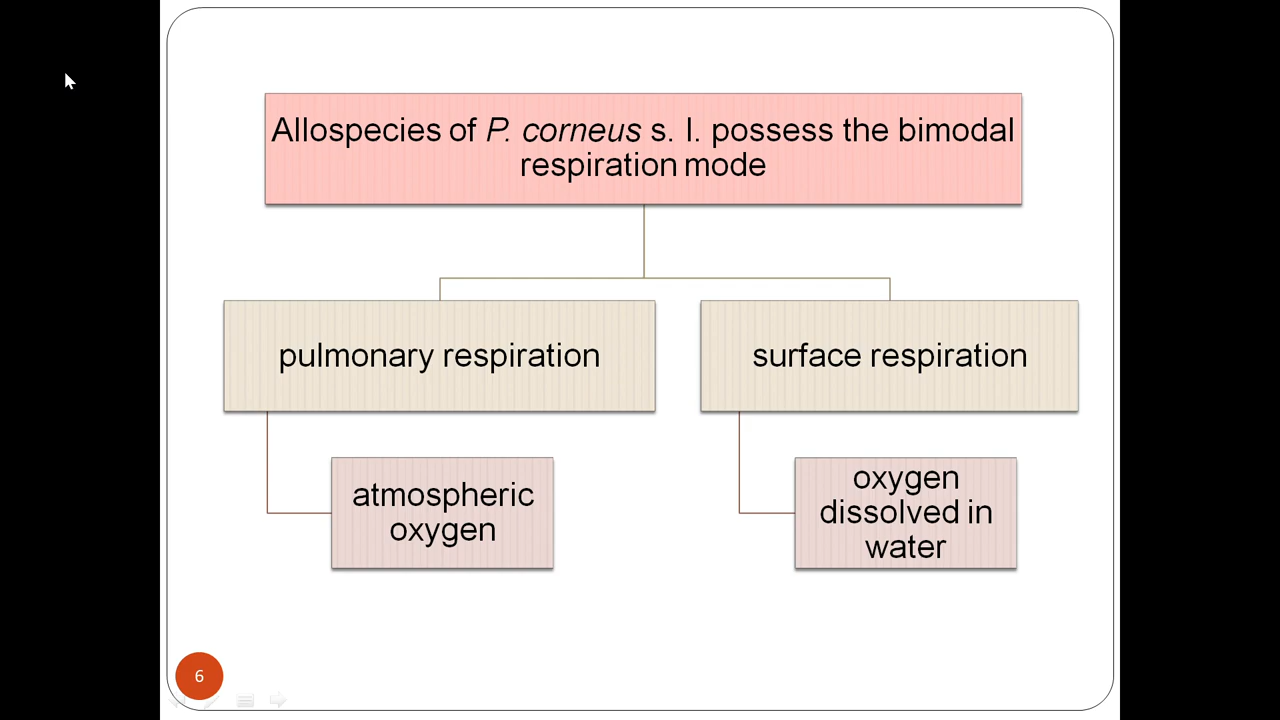 Allospecies of P. corneus s. l. possess the bimodal
respiration mode
pulmonary respiration
surface respiration
atmospheric
oxygen
oxygen
dissolved in
water
6